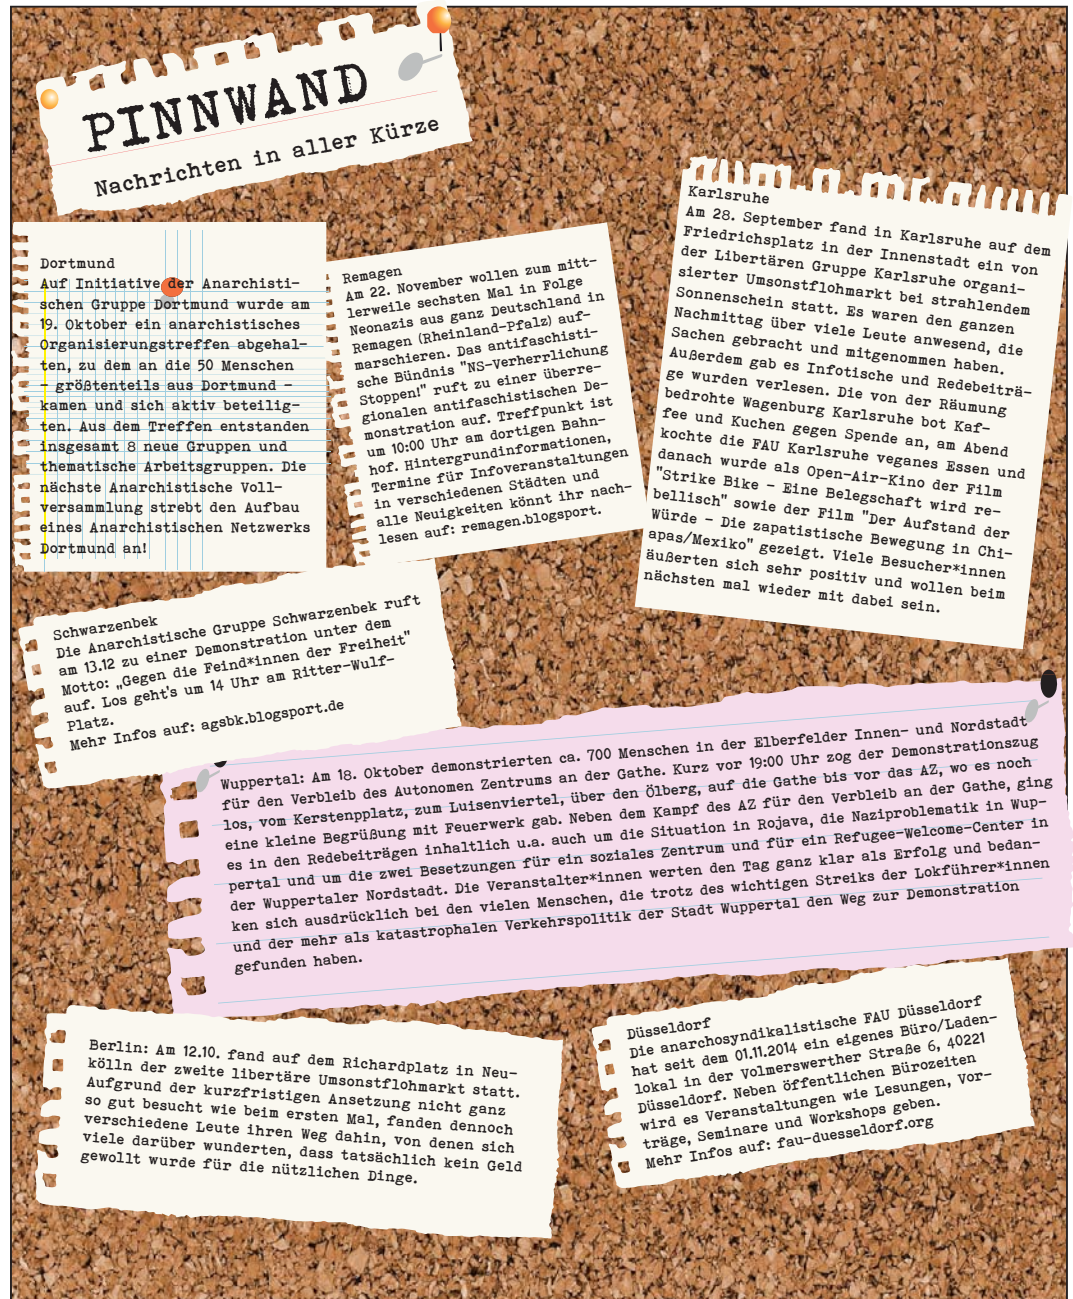 PINNWAND
Nachrichten in aller Kürze
Dortmund
Auf Initiative der Anarchisti-
schen Gruppe Dortmund wurde am
19. Oktober ein anarchistisches
Organisierungstreffen abgehal-
ten, zu dem an die 50 Menschen
- größtenteils aus Dortmund -
kamen und sich aktiv beteilig-
ten. Aus dem Treffen entstanden
insgesamt 8 neue Gruppen und
thematische Arbeitsgruppen. Die
nächste Anarchistische Voll-
versammlung strebt den Aufbau
eines Anarchistischen Netzwerks
Dortmund an!
Remagen
Am 22. November wollen zum mitt-
lerweile sechsten Mal in Folge
Neonazis aus ganz Deutschland in
Remagen (Rheinland-Pfalz) auf-
marschieren. Das antifaschisti-
sche Bündnis "NS-Verherrlichung
Stoppen!" ruft zu einer überre-
gionalen antifaschistischen De-
monstration auf. Treffpunkt ist
um 10:00 Uhr am dortigen Bahn-
hof. Hintergrundinformationen,
Termine für Infoveranstaltungen
in verschiedenen Städten und
alle Neuigkeiten könnt ihr nach-
lesen auf: remagen.blogsport.
Karlsruhe
Am 28. September fand in Karlsruhe auf dem
Friedrichsplatz in der Innenstadt ein von
der Libertären Gruppe Karlsruhe organi-
sierter Umsonstflohmarkt bei strahlendem
Sonnenschein statt. Es waren den ganzen
Nachmittag über viele Leute anwesend, die
Sachen gebracht und mitgenommen haben.
Außerdem gab es Infotische und Redebeiträ-
ge wurden verlesen. Die von der Räumung
bedrohte Wagenburg Karlsruhe bot Kaf-
fee und Kuchen gegen Spende an, am Abend
kochte die FAU Karlsruhe veganes Essen und
danach wurde als Open-Air-Kino der Film
"Strike Bike - Eine Belegschaft wird re-
bellisch" sowie der Film "Der Aufstand der
Würde - Die zapatistische Bewegung in Chi-
apas/Mexiko" gezeigt. Viele Besucher*innen
äußerten sich sehr positiv und wollen beim
nächsten mal wieder mit dabei sein.
Schwarzenbek
Die Anarchistische Gruppe Schwarzenbek ruft
am 13.12 zu einer Demonstration unter dem
Motto: „Gegen die Feind*innen der Freiheit"
auf. Los geht's um 14 Uhr am Ritter-Wulf-
Platz.
Mehr Infos auf: agsbk.blogsport.de
Wuppertal: Am 18. Oktober demonstrierten ca. 700 Menschen in der Elberfelder Innen- und Nordstadt
für den Verbleib des Autonomen Zentrums an der Gathe. Kurz vor 19:00 Uhr zog der Demonstrationszug
los, vom Kerstenpplatz, zum Luisenviertel, über den Ölberg, auf die Gathe bis vor das AZ, wo es noch
eine kleine Begrüßung mit Feuerwerk gab. Neben dem Kampf des AZ für den Verbleib an der Gathe, ging
es in den Redebeiträgen inhaltlich u.a. auch um die Situation in Rojava, die Naziproblematik in Wup-
pertal und um die zwei Besetzungen für ein soziales Zentrum und für ein Refugee-Welcome-Center in
der Wuppertaler Nordstadt. Die Veranstalter*innen werten den Tag ganz klar als Erfolg und bedan-
ken sich ausdrücklich bei den vielen Menschen, die trotz des wichtigen Streiks der Lokführer*innen
und der mehr als katastrophalen Verkehrspolitik der Stadt Wuppertal den Weg zur Demonstration
gefunden haben.
Berlin: Am 12.10. fand auf dem Richardplatz in Neu-
kölln der zweite libertäre Umsonstflohmarkt statt.
Aufgrund der kurzfristigen Ansetzung nicht ganz
so gut besucht wie beim ersten Mal, fanden dennoch
verschiedene Leute ihren Weg dahin, von denen sich
viele darüber wunderten, dass tatsächlich kein Geld
gewollt wurde für die nützlichen Dinge.
Düsseldorf
Die anarchosyndikalistische FAU Düsseldorf
hat seit dem 01.11.2014 ein eigenes Büro/Laden-
lokal in der Volmerswerther Straße 6, 40221
Düsseldorf. Neben öffentlichen Bürozeiten
wird es Veranstaltungen wie Lesungen, Vor-
träge, Seminare und Workshops geben.
Mehr Infos auf: fau-duesseldorf.org